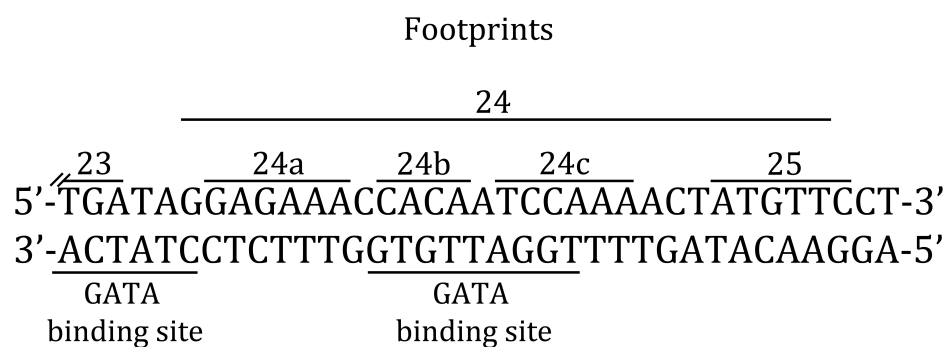 Footprints
24
23 24a 24b 24c 25
5’-TGATAGGAGAAACCACAATCCAAAACTATGTTCCT-3’
3’-ACTATCCTCTTTGGTGTTAGGTTTTGATACAAGGA-5’
GATA GATA
binding site binding site